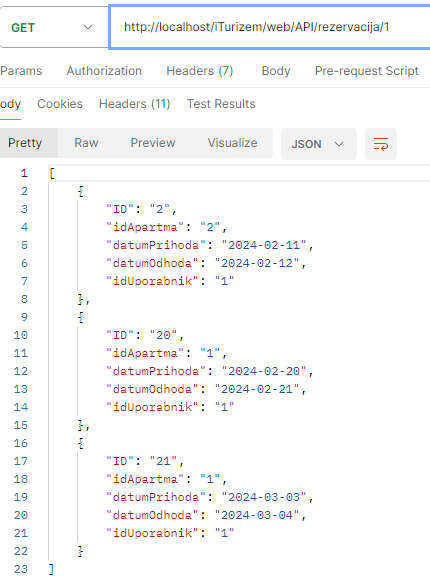 GET http://localhost/iTurizem/web/API/rezervacija/1
Params Authorization Headers (7) Body Pre-request Script
ody Cookies Headers (11) Test Results
Pretty Raw Preview Visualize JSON
1 [
2 {
3 "ID": "2",
4 "idApartma": "2",
5 "datumPrihoda": "2024-02-11",
6 "datumOdhoda": "2024-02-12",
7 "idUporabnik": "1"
8 },
9 {
10 "ID": "20",
11 "idApartma": "1",
12 "datumPrihoda": "2024-02-20",
13 "datumOdhoda": "2024-02-21",
14 "idUporabnik": "1"
15 },
16 {
17 "ID": "21",
18 "idApartma": "1",
19 "datumPrihoda": "2024-03-03",
20 "datumOdhoda": "2024-03-04",
21 "idUporabnik": "1"
22 }
23 ]